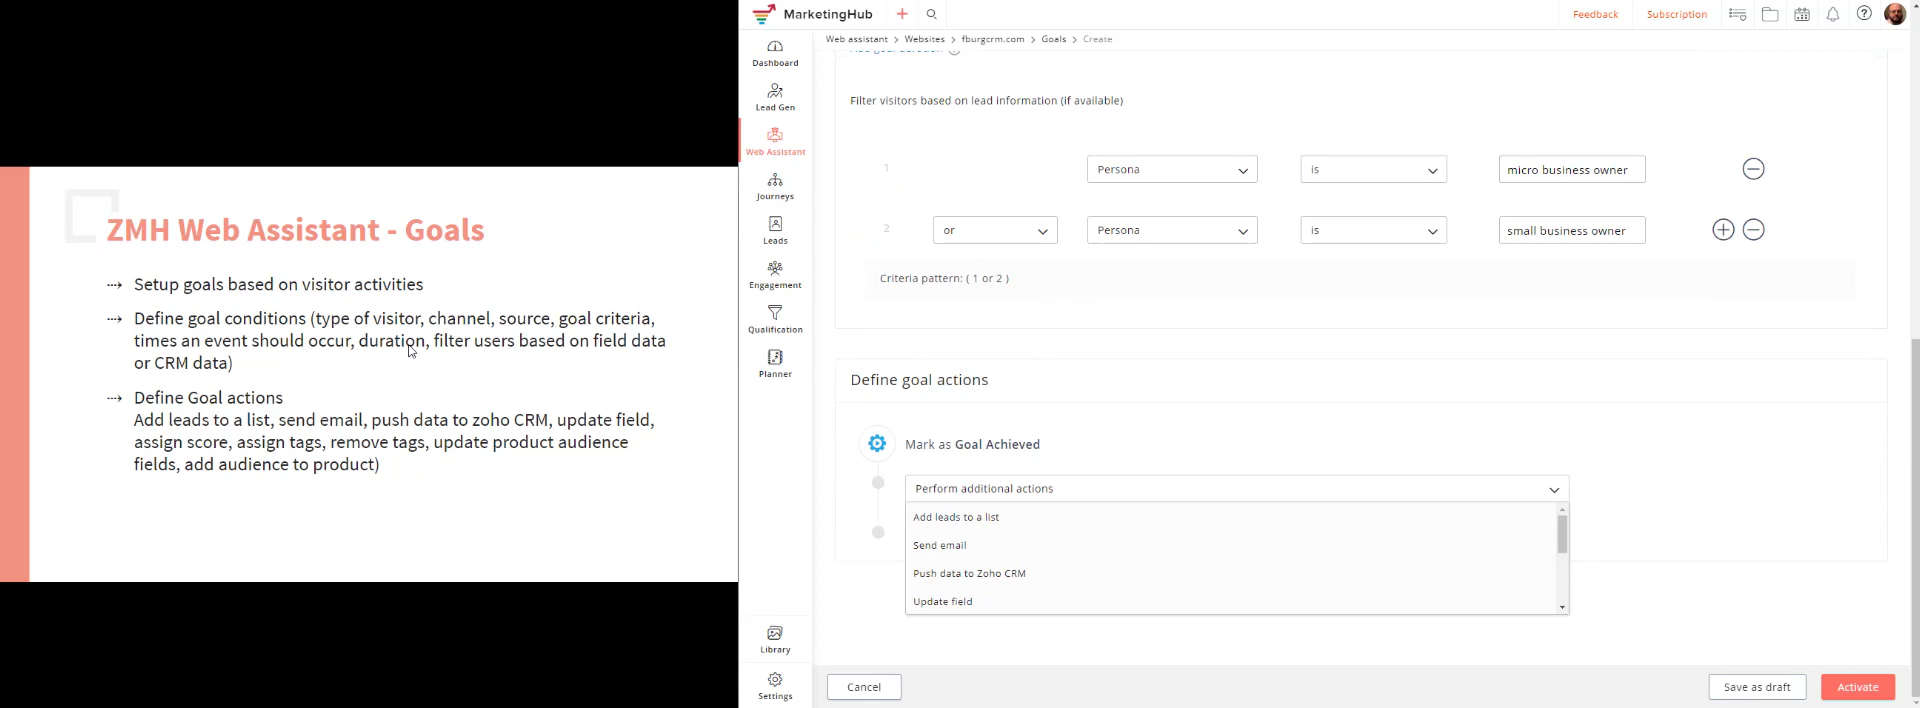 ZMH Web Assistant - Goals
⤑ Setup goals based on visitor activities
⤑ Define goal conditions (type of visitor, channel, source, goal criteria,
times an event should occur, duration, filter users based on field data
or CRM data)
⤑ Define Goal actions
Add leads to a list, send email, push data to zoho CRM, update field,
assign score, assign tags, remove tags, update product audience
fields, add audience to product)
MarketingHub
Feedback Subscription
Dashboard
Lead Gen
Web Assistant
Journeys
Leads
Engagement
Qualification
Planner
Library
Settings
Web assistant > Websites > fburgcrm.com > Goals > Create
Filter visitors based on lead information (if available)
1 Persona is micro business owner
2 or Persona is small business owner
Criteria pattern: ( 1 or 2 )
Define goal actions
Mark as Goal Achieved
Perform additional actions
Add leads to a list
Send email
Push data to Zoho CRM
Update field
Cancel Save as draft Activate